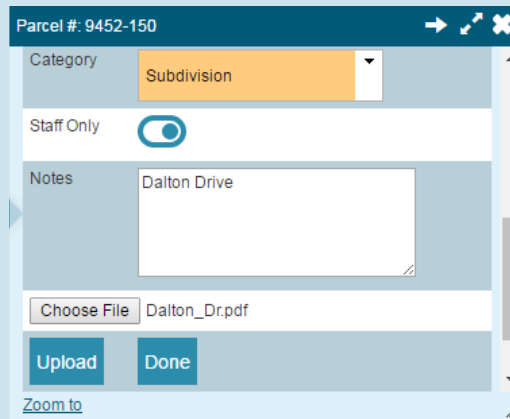 Parcel #: 9452-150
Category
Subdivision
Staff Only
Notes
Dalton Drive
Choose File Dalton_Dr.pdf
Upload Done
Zoom to